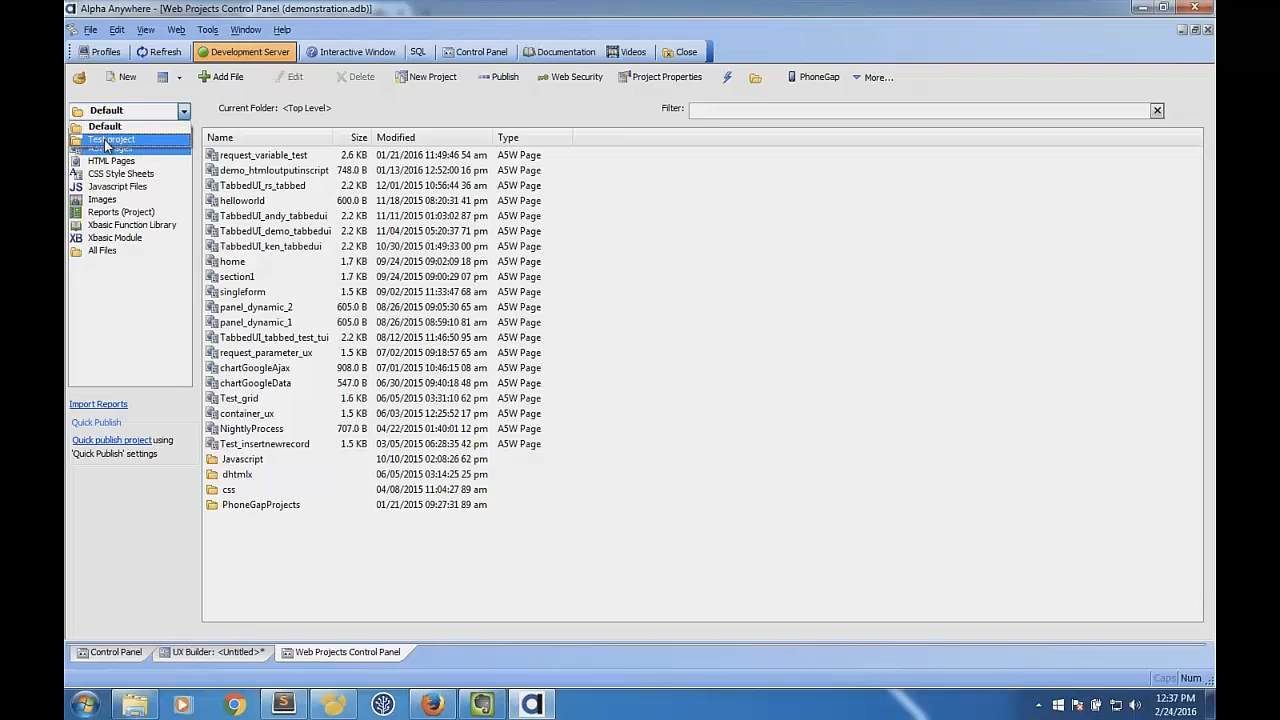 Alpha Anywhere - [Web Projects Control Panel (demonstration.adb)]
File Edit View Web Tools Window Help
Profiles Refresh Development Server Interactive Window SQL Control Panel Documentation Videos Close
New Add File Edit Delete New Project Publish Web Security Project Properties PhoneGap More...
Default
Current Folder: <Top Level>
Filter:
Default
Test project
HTML Pages
CSS Style Sheets
JS Javascript Files
Images
Reports (Project)
Xbasic Function Library
XB Xbasic Module
All Files
Import Reports
Quick Publish
Quick publish project using
'Quick Publish' settings
Name Size Modified Type
request_variable_test 2.6 KB 01/21/2016 11:49:46 54 am A5W Page
demo_htmloutputinscript 748.0 B 01/13/2016 12:52:00 16 pm A5W Page
TabbedUI_rs_tabbed 2.2 KB 12/01/2015 10:56:44 36 am A5W Page
helloworld 600.0 B 11/18/2015 08:20:31 41 pm A5W Page
TabbedUI_andy_tabbedui 2.2 KB 11/11/2015 01:03:02 87 pm A5W Page
TabbedUI_demo_tabbedui 2.2 KB 11/04/2015 05:20:37 71 pm A5W Page
TabbedUI_ken_tabbedui 2.2 KB 10/30/2015 01:49:33 00 pm A5W Page
home 1.7 KB 09/24/2015 09:02:09 18 pm A5W Page
section1 1.7 KB 09/24/2015 09:00:29 07 pm A5W Page
singleform 1.5 KB 09/02/2015 11:33:47 68 am A5W Page
panel_dynamic_2 605.0 B 08/26/2015 09:05:30 65 am A5W Page
panel_dynamic_1 605.0 B 08/26/2015 08:59:10 81 am A5W Page
TabbedUI_tabbed_test_tui 2.2 KB 08/12/2015 11:46:50 95 am A5W Page
request_parameter_ux 1.5 KB 07/02/2015 09:18:57 65 am A5W Page
chartGoogleAjax 908.0 B 07/01/2015 10:46:15 08 am A5W Page
chartGoogleData 547.0 B 06/30/2015 09:40:18 48 pm A5W Page
Test_grid 1.6 KB 06/05/2015 03:31:10 62 pm A5W Page
container_ux 1.5 KB 06/03/2015 12:25:52 17 pm A5W Page
NightlyProcess 707.0 B 04/22/2015 01:40:01 12 pm A5W Page
Test_insertnewrecord 1.5 KB 03/05/2015 06:28:35 42 pm A5W Page
Javascript 10/10/2015 02:08:26 62 pm
dhtmlx 06/05/2015 03:14:25 25 pm
css 04/08/2015 11:04:27 89 am
PhoneGapProjects 01/21/2015 09:27:31 89 am
Control Panel UX Builder: <Untitled>* Web Projects Control Panel
Caps Num
12:37 PM
2/24/2016